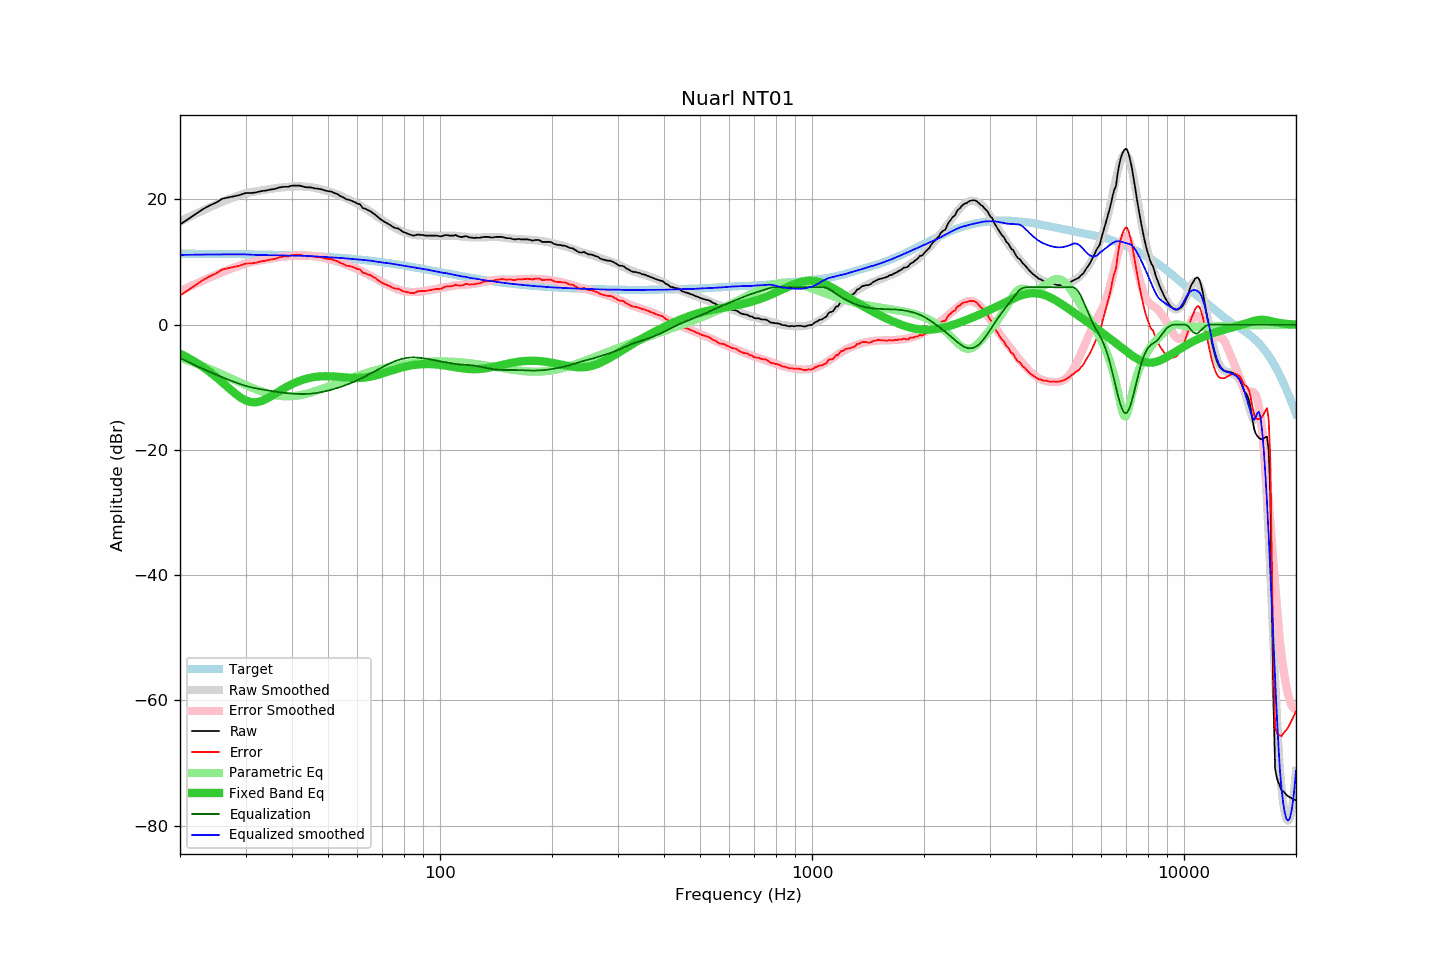 Nuarl NT01
20
0
−20
−40
−60
−80
Amplitude (dBr)
Target
Raw Smoothed
Error Smoothed
Raw
Error
Parametric Eq
Fixed Band Eq
Equalization
Equalized smoothed
100
1000
10000
Frequency (Hz)